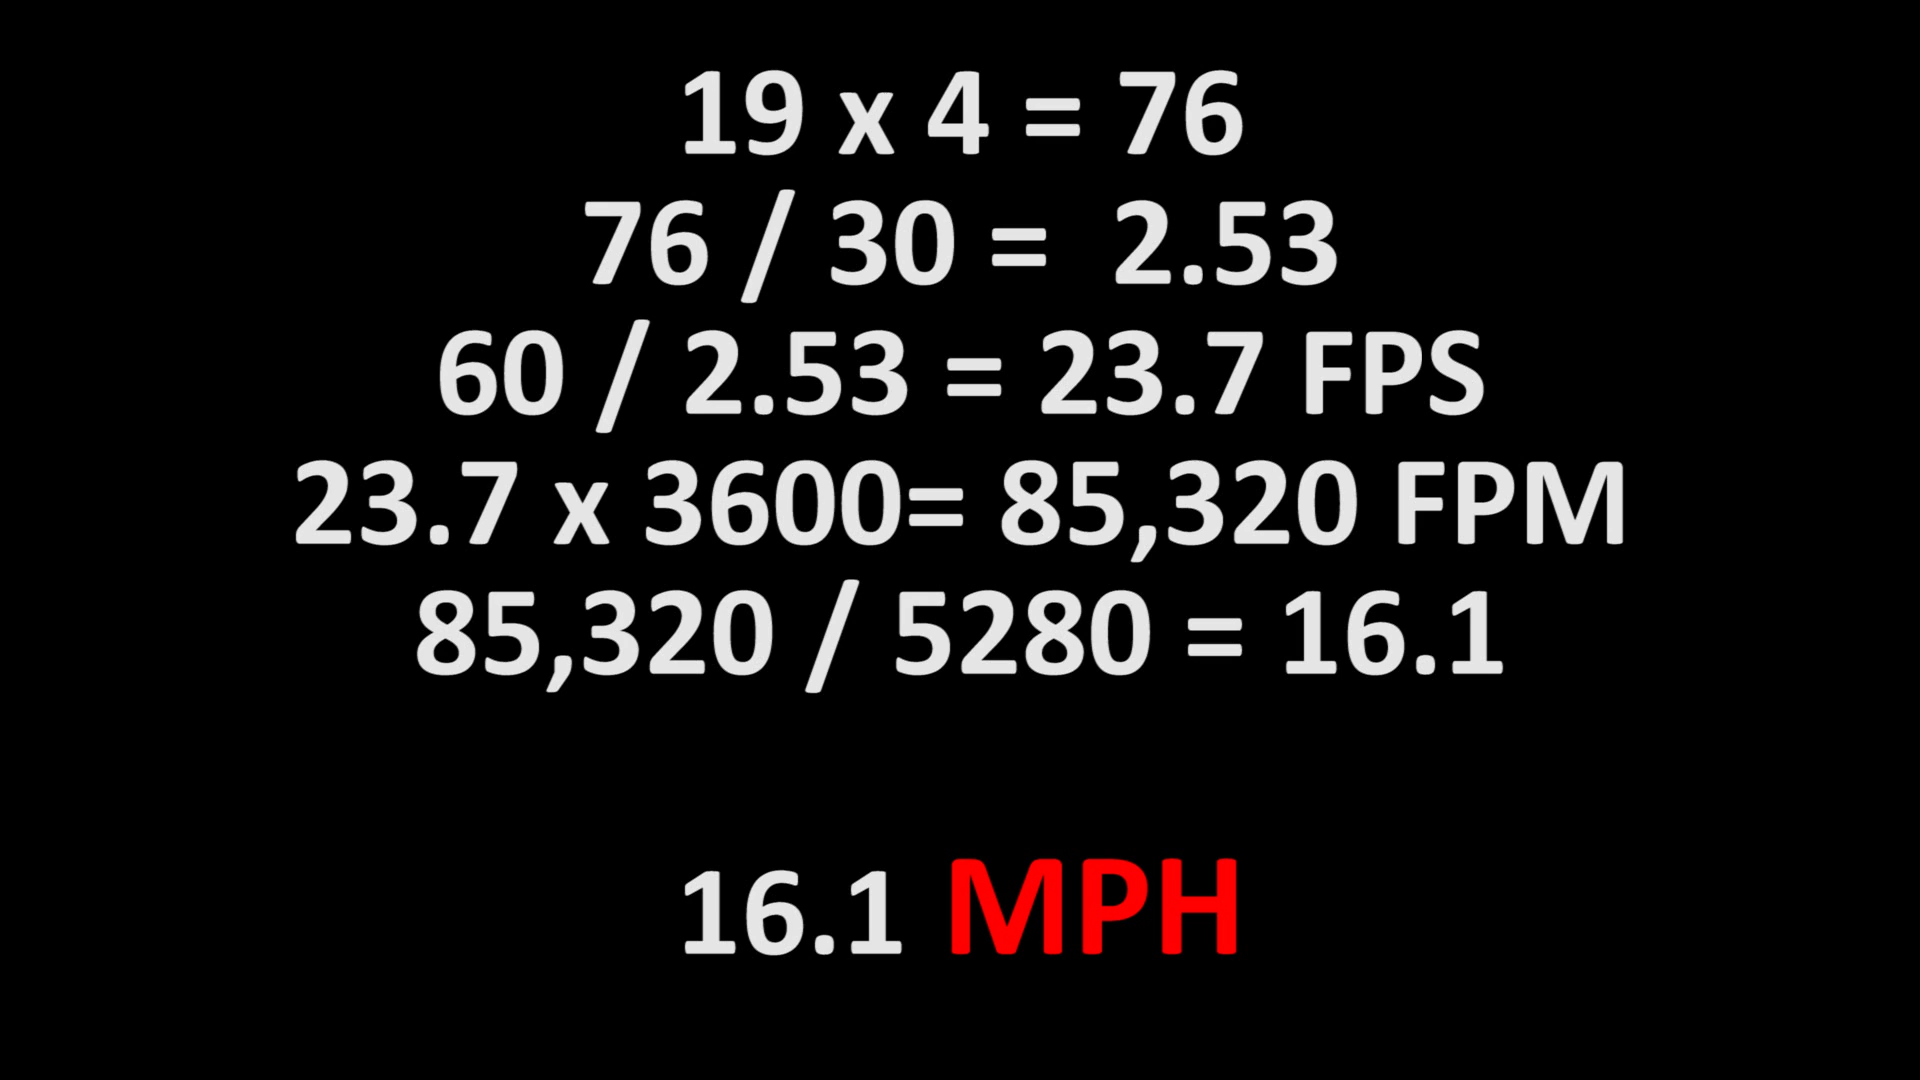 19 x 4 = 76
76 / 30 = 2.53
60 / 2.53 = 23.7 FPS
23.7 x 3600= 85,320 FPM
85,320 / 5280 = 16.1
16.1 MPH